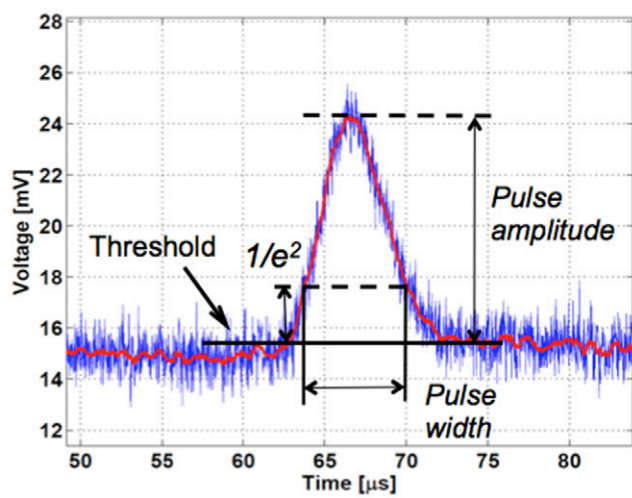 28
26
24
22
20
18
16
14
12
Voltage [mV]
Threshold
1/e²
Pulse
amplitude
Pulse
width
50 55 60 65 70 75 80
Time [μs]